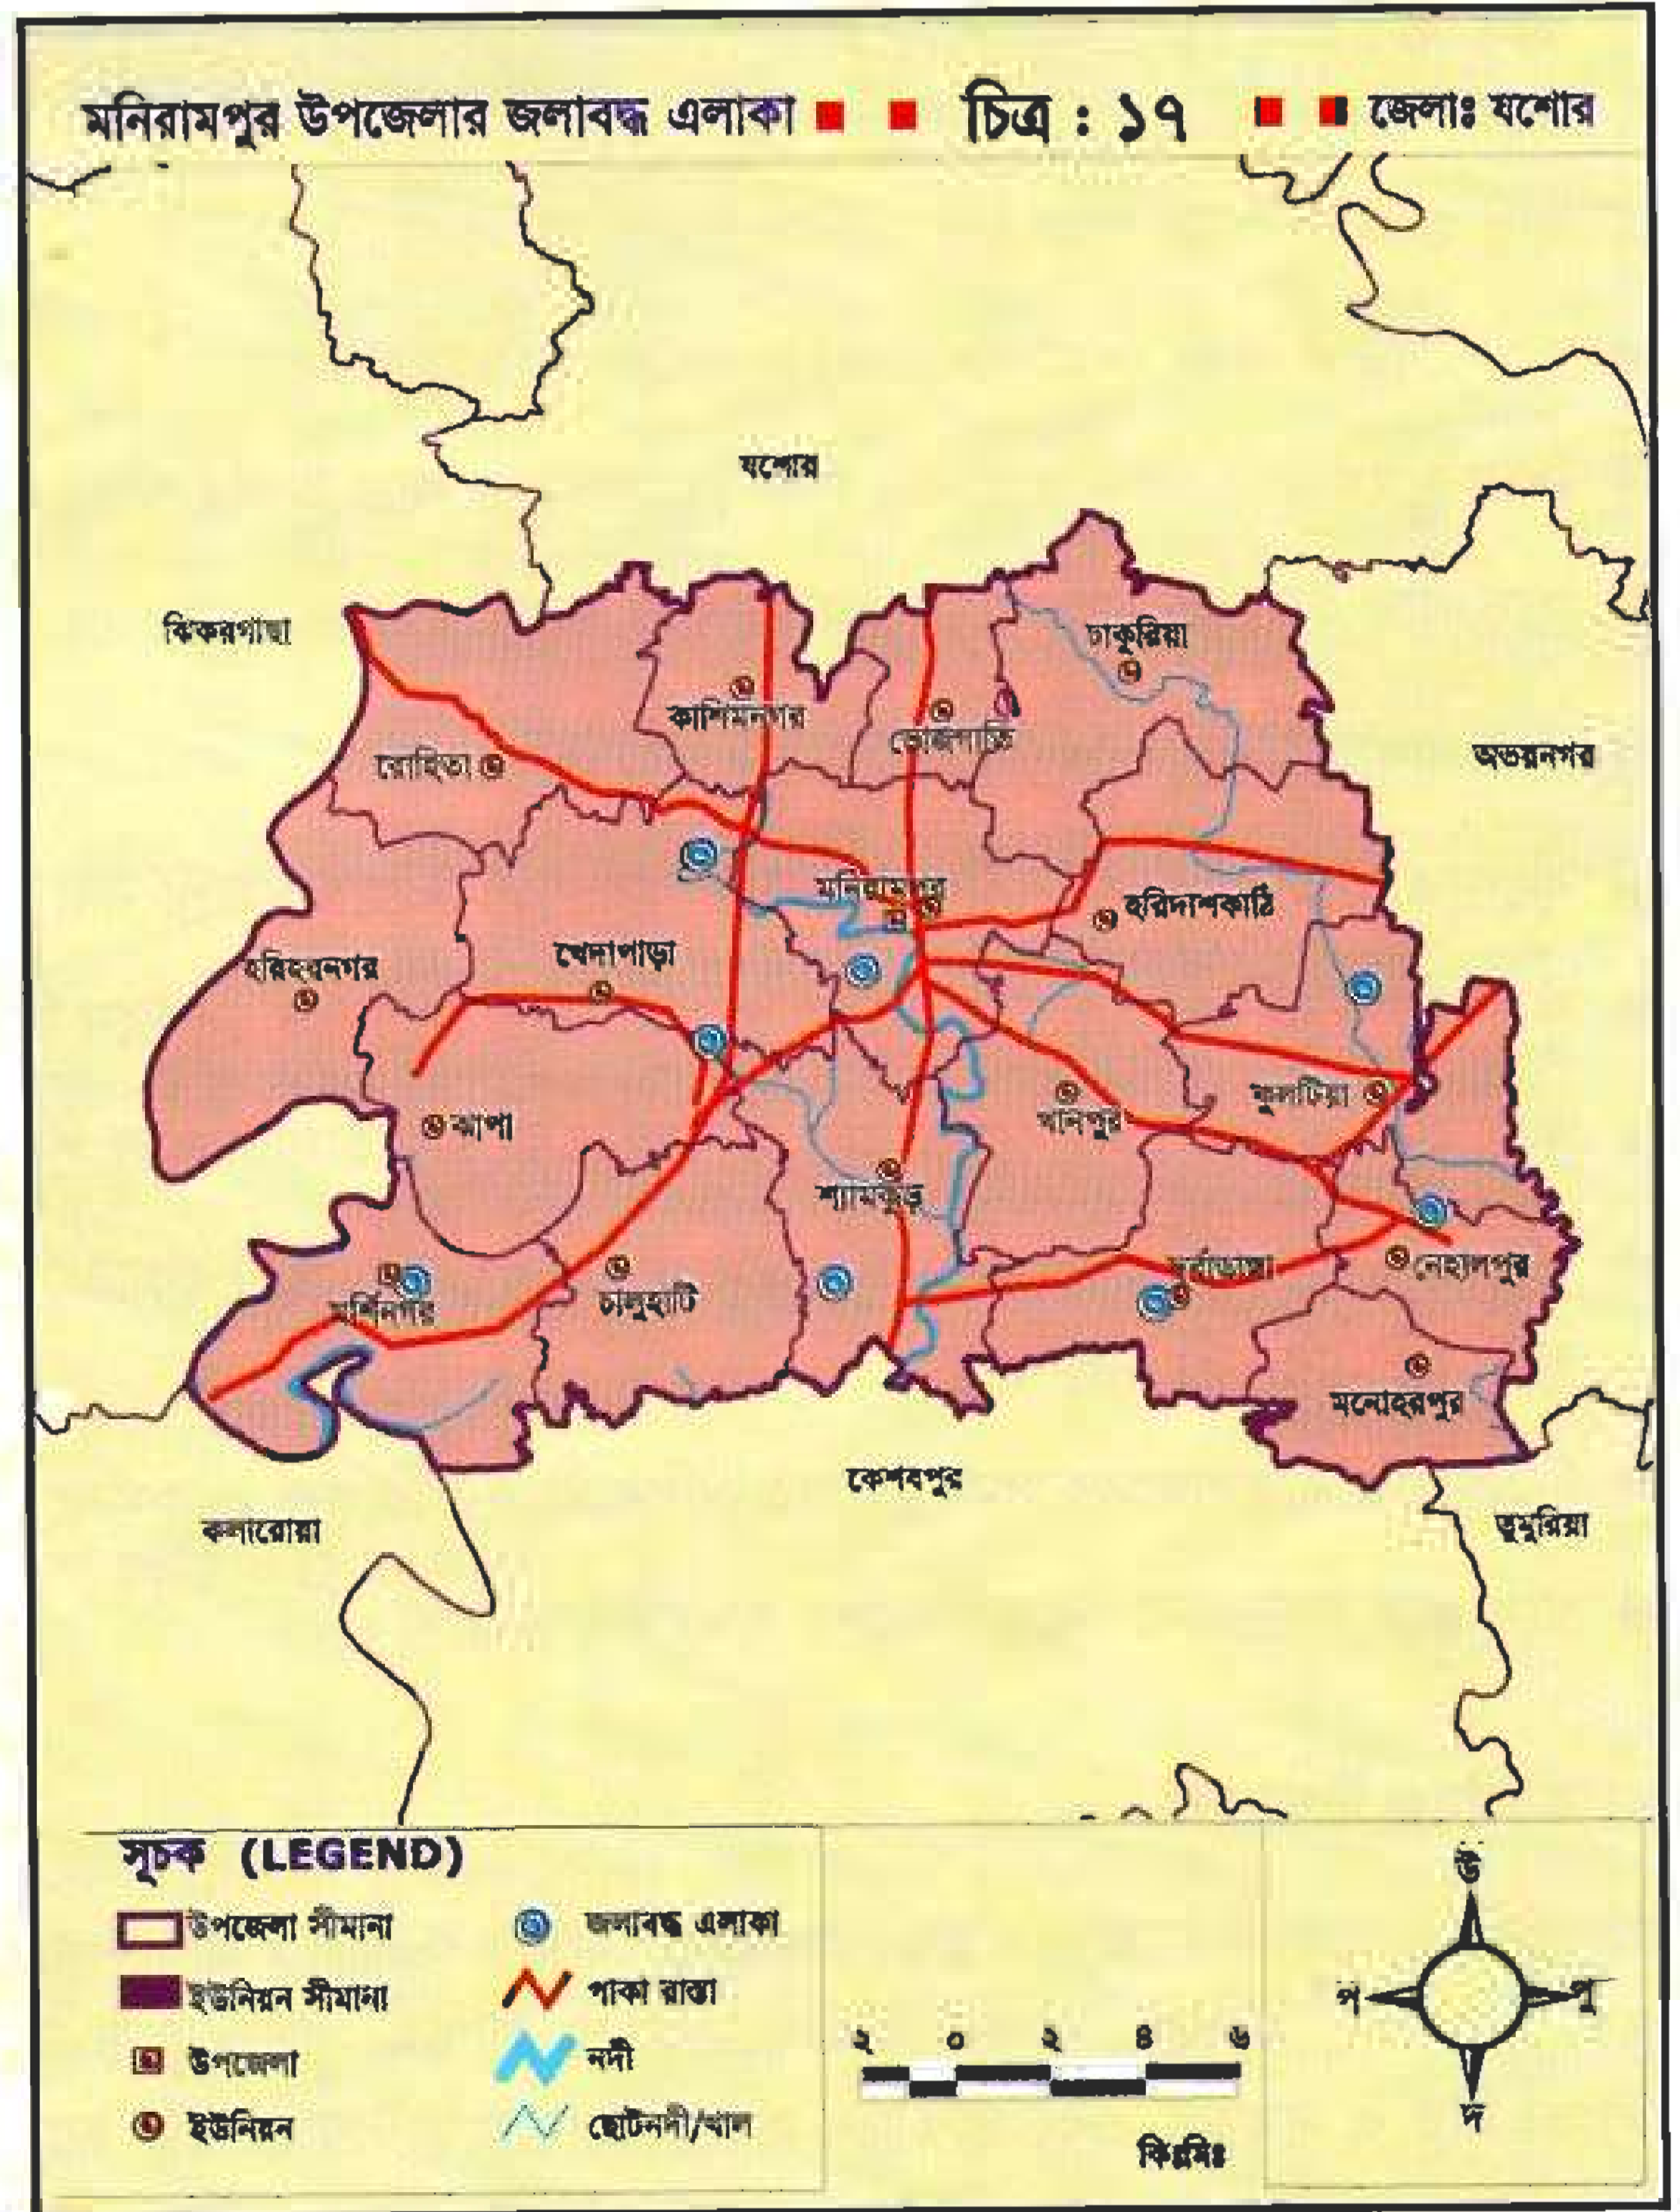 মনিরামপুর উপজেলার জলাবদ্ধ এলাকা চিত্র : ১৭ জেলাঃ যশোর
যশোর
ঝিকরগাছা
ঢাকুরিয়া
কাশিমনগর
ভোজগাতি
রোহিতা
অভয়নগর
মনিরামপুর
হরিদাশকাঠি
খেদাপাড়া
হরিহরনগর
কুলটিয়া
খানপুর
ঝাপা
শ্যামকুড়
দূর্বাডাঙ্গা
নেহালপুর
চালুহাটি
মশিনগর
মনোহরপুর
কেশবপুর
কলারোয়া
ডুমুরিয়া
সূচক (LEGEND)
উপজেলা সীমানা
ইউনিয়ন সীমানা
উপজেলা
ইউনিয়ন
জলাবদ্ধ এলাকা
পাকা রাস্তা
নদী
ছোটনদী/খাল
২ ০ ২ ৪ ৬
কিঃমিঃ
উ
প পু
দ